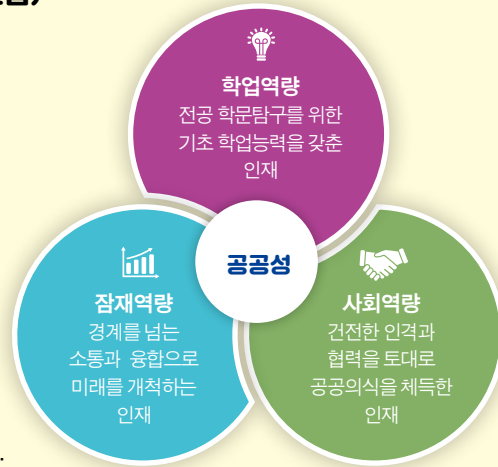 학업역량
전공 학문탐구를 위한
기초 학업능력을 갖춘
인재
공공성
잠재역량
경계를 넘는
소통과 융합으로
미래를 개척하는
인재
사회역량
건전한 인격과
협력을 토대로
공공의식을 체득한
인재